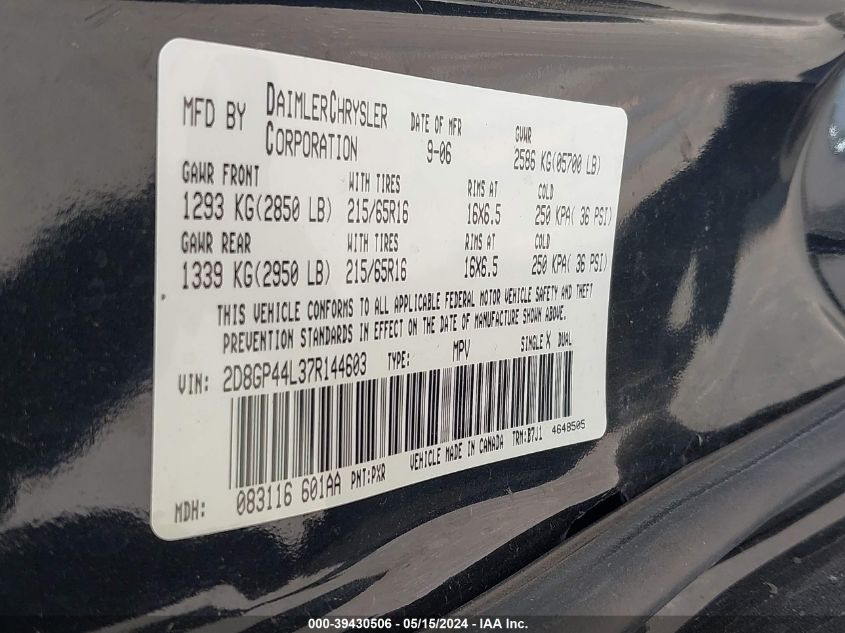 MFD BY DAIMLERCHRYSLER CORPORATION DATE OF MFR 9-06 GVWR 2586 KG(05700 LB)
GAWR FRONT WITH TIRES RIMS AT COLD
1293 KG(2850 LB) 215/65R16 16X6.5 250 KPA( 36 PSI)
GAWR REAR WITH TIRES RIMS AT COLD
1339 KG(2950 LB) 215/65R16 16X6.5 250 KPA( 36 PSI)
THIS VEHICLE CONFORMS TO ALL APPLICABLE FEDERAL MOTOR VEHICLE SAFETY AND THEFT
PREVENTION STANDARDS IN EFFECT ON THE DATE OF MANUFACTURE SHOWN ABOVE.
VIN: 2D8GP44L37R144603 TYPE: MPV SINGLE X DUAL
MDH: 083116 601AA PNT:PXR VEHICLE MADE IN CANADA TRM:B7J1 4648505
000-39430506 - 05/15/2024 - IAA Inc.